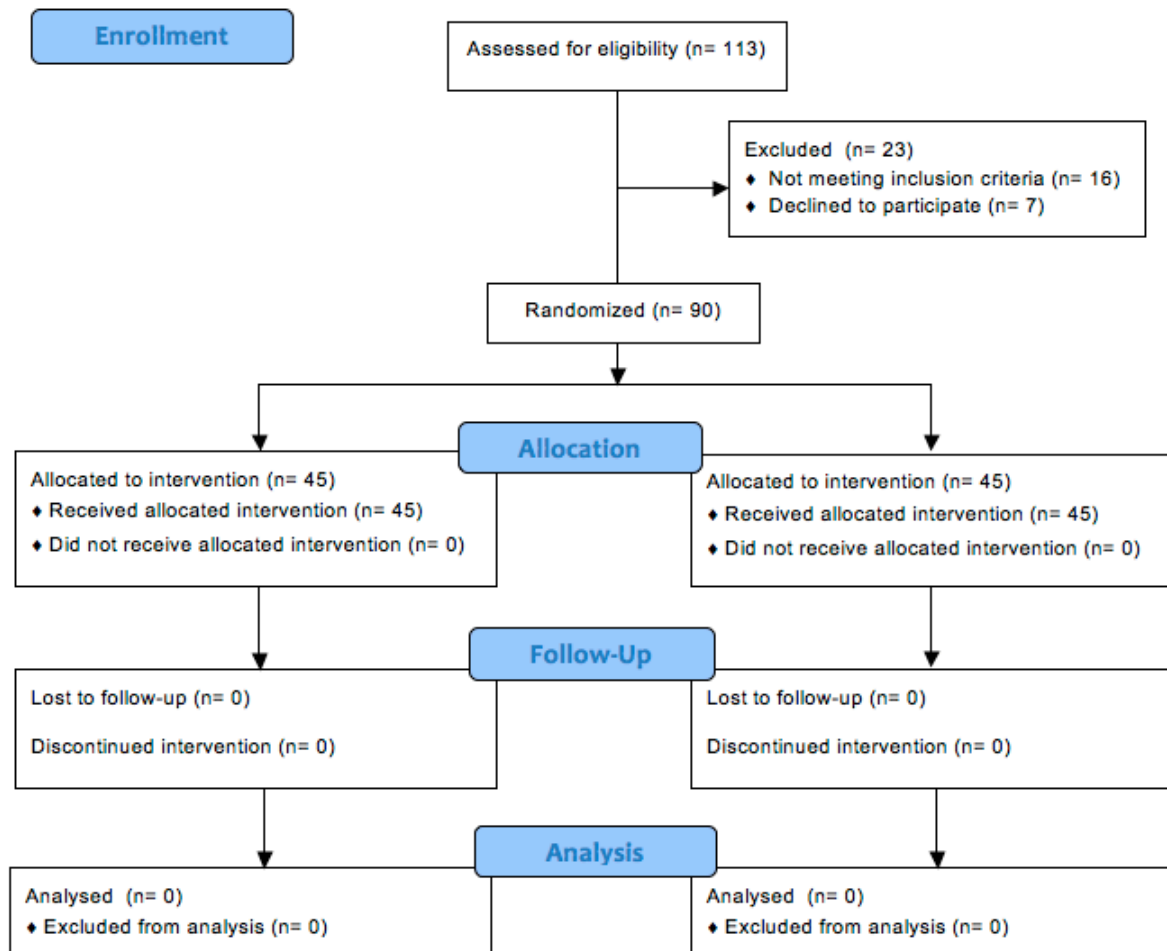 Enrollment
Assessed for eligibility (n= 113)
Excluded (n= 23)
♦ Not meeting inclusion criteria (n= 16)
♦ Declined to participate (n= 7)
Randomized (n= 90)
Allocation
Allocated to intervention (n= 45)
♦ Received allocated intervention (n= 45)
♦ Did not receive allocated intervention (n= 0)
Allocated to intervention (n= 45)
♦ Received allocated intervention (n= 45)
♦ Did not receive allocated intervention (n= 0)
Follow-Up
Lost to follow-up (n= 0)
Discontinued intervention (n= 0)
Lost to follow-up (n= 0)
Discontinued intervention (n= 0)
Analysis
Analysed (n= 0)
♦ Excluded from analysis (n= 0)
Analysed (n= 0)
♦ Excluded from analysis (n= 0)